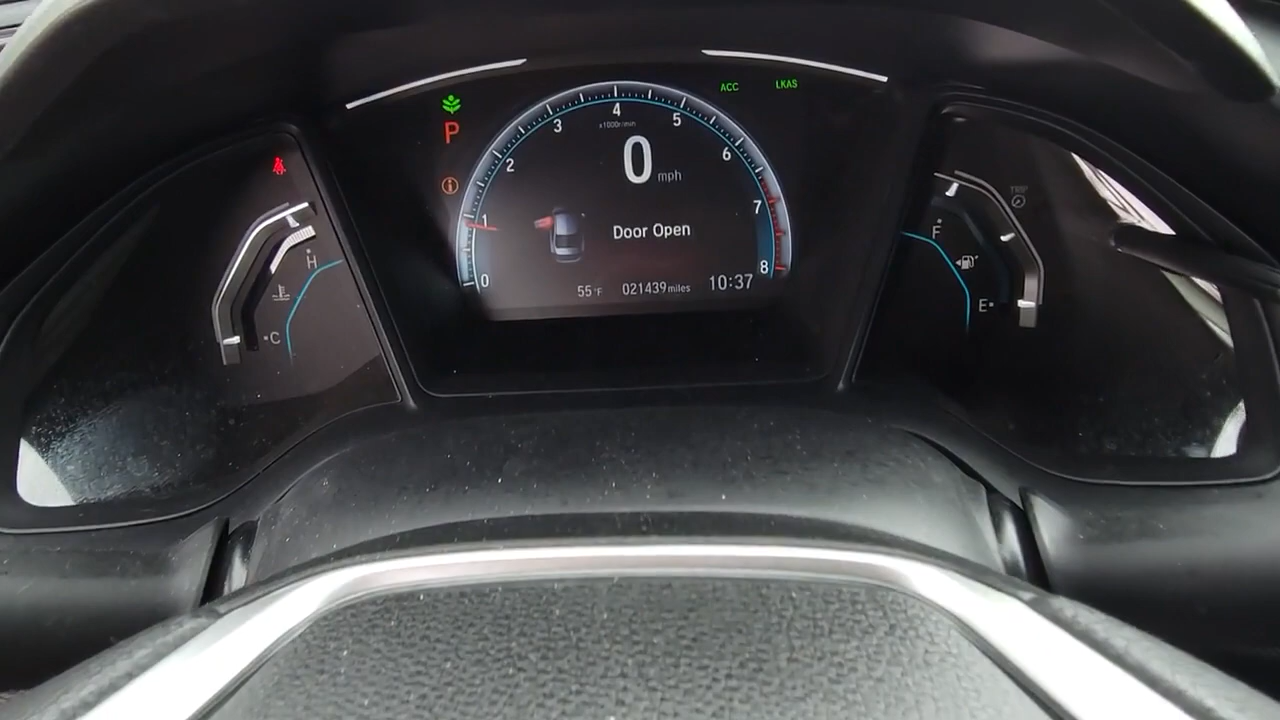 ACC LKAS
P
x1000r/min
0 1 2 3 4 5 6 7 8
0 mph
Door Open
55°F 021439 miles 10:37
H
C
TRIP
F
E